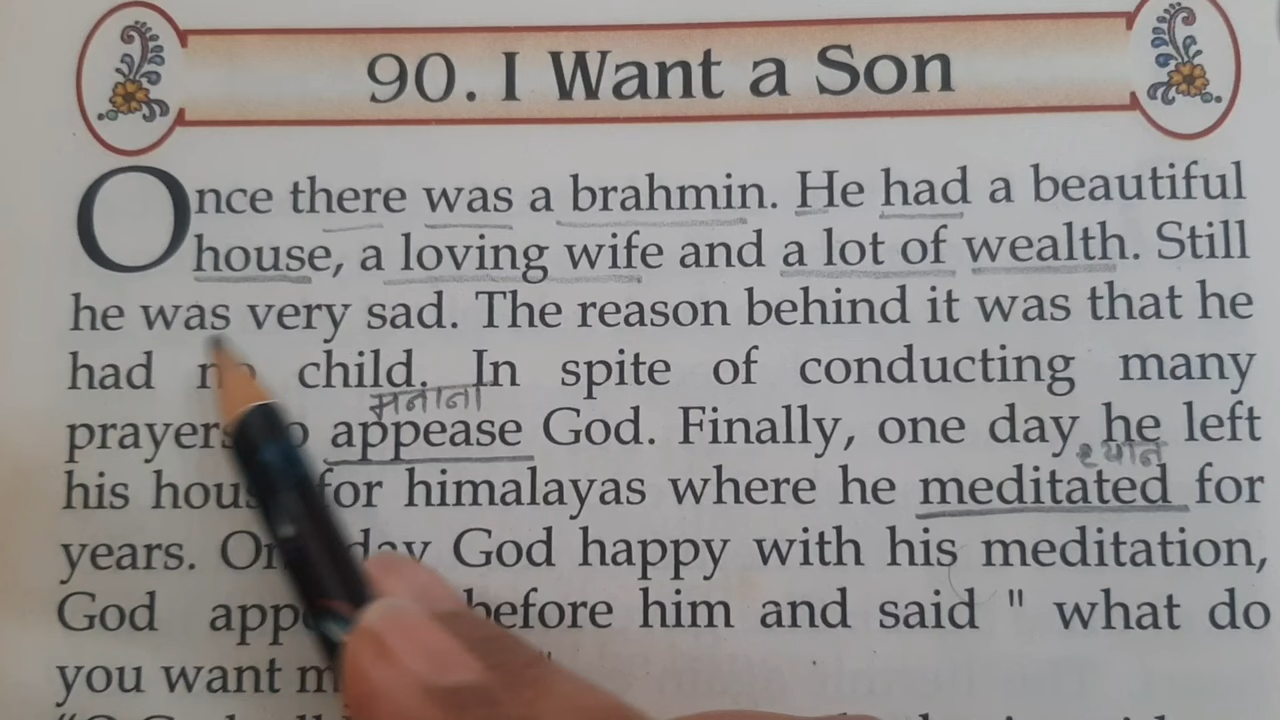 90. I Want a Son
Once there was a brahmin. He had a beautiful
house, a loving wife and a lot of wealth. Still
he was very sad. The reason behind it was that he
had no child. In spite of conducting many
मनाना
prayers to appease God. Finally, one day he left
ध्यान
his house for himalayas where he meditated for
years. One day God happy with his meditation,
God before him and said " what do
you want